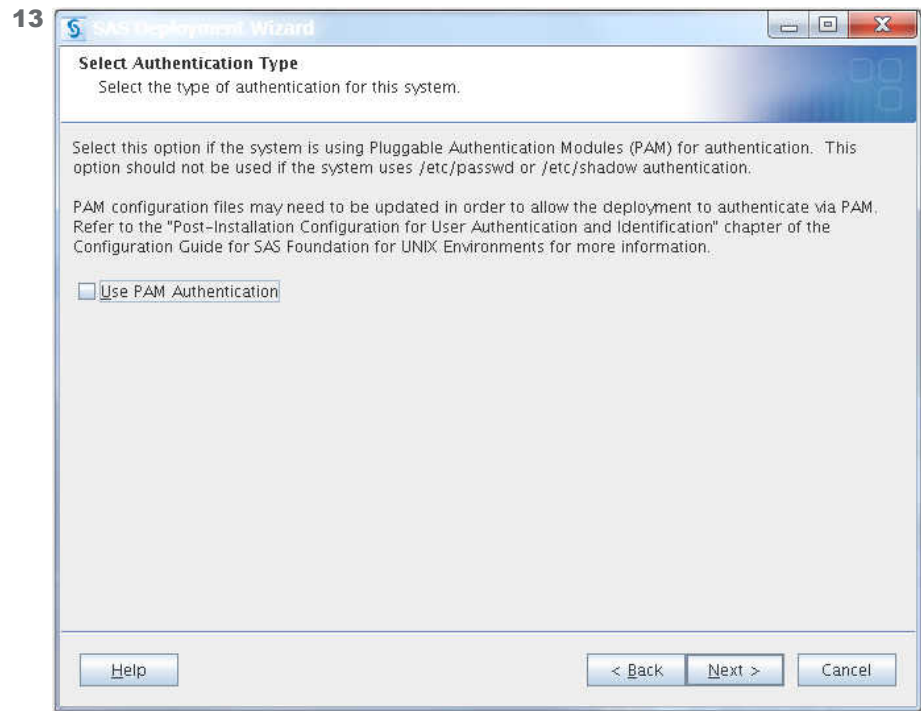 13
SAS Deployment Wizard
Select Authentication Type
Select the type of authentication for this system.
Select this option if the system is using Pluggable Authentication Modules (PAM) for authentication. This
option should not be used if the system uses /etc/passwd or /etc/shadow authentication.
PAM configuration files may need to be updated in order to allow the deployment to authenticate via PAM.
Refer to the "Post-Installation Configuration for User Authentication and Identification" chapter of the
Configuration Guide for SAS Foundation for UNIX Environments for more information.
Use PAM Authentication
Help
< Back
Next >
Cancel